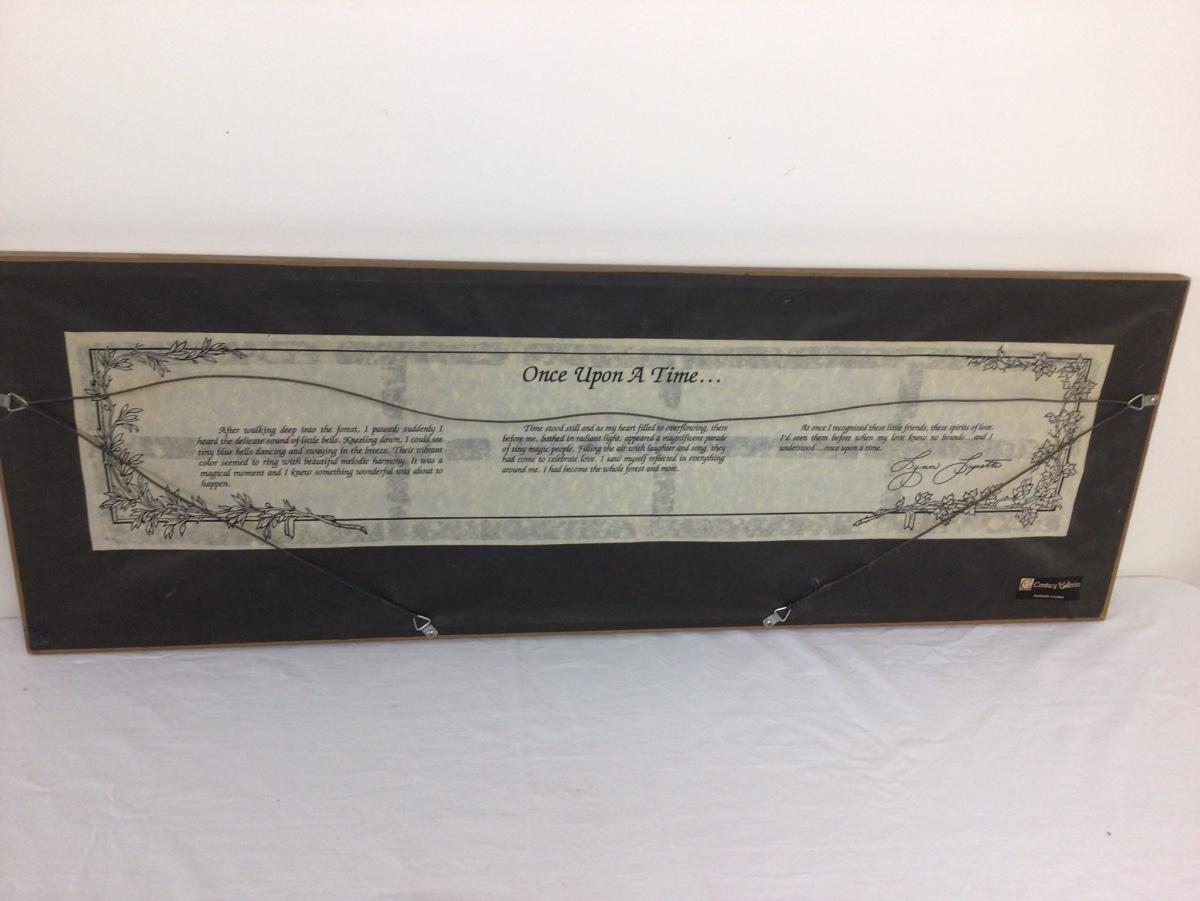 Once Upon A Time...
After walking deep into the forest, I paused; suddenly I
heard the delicate sound of little bells. Kneeling down, I could see
tiny blue bells dancing and swaying in the breeze. Their vibrant
color seemed to ring with beautiful melodic harmony. It was a
magical moment and I knew something wonderful was about to
happen.
Time stood still and as my heart filled to overflowing, there
before me, bathed in radiant light, appeared a magnificent parade
of tiny magic people. Filling the air with laughter and song, they
had come to celebrate love. I saw myself reflected in everything
around me. I had become the whole forest and more.
At once I recognized these little friends, these spirits of love.
I'd seen them before when my love knew no bounds...and I
understood...once upon a time.
Lynn Lupetti
Century Galleries